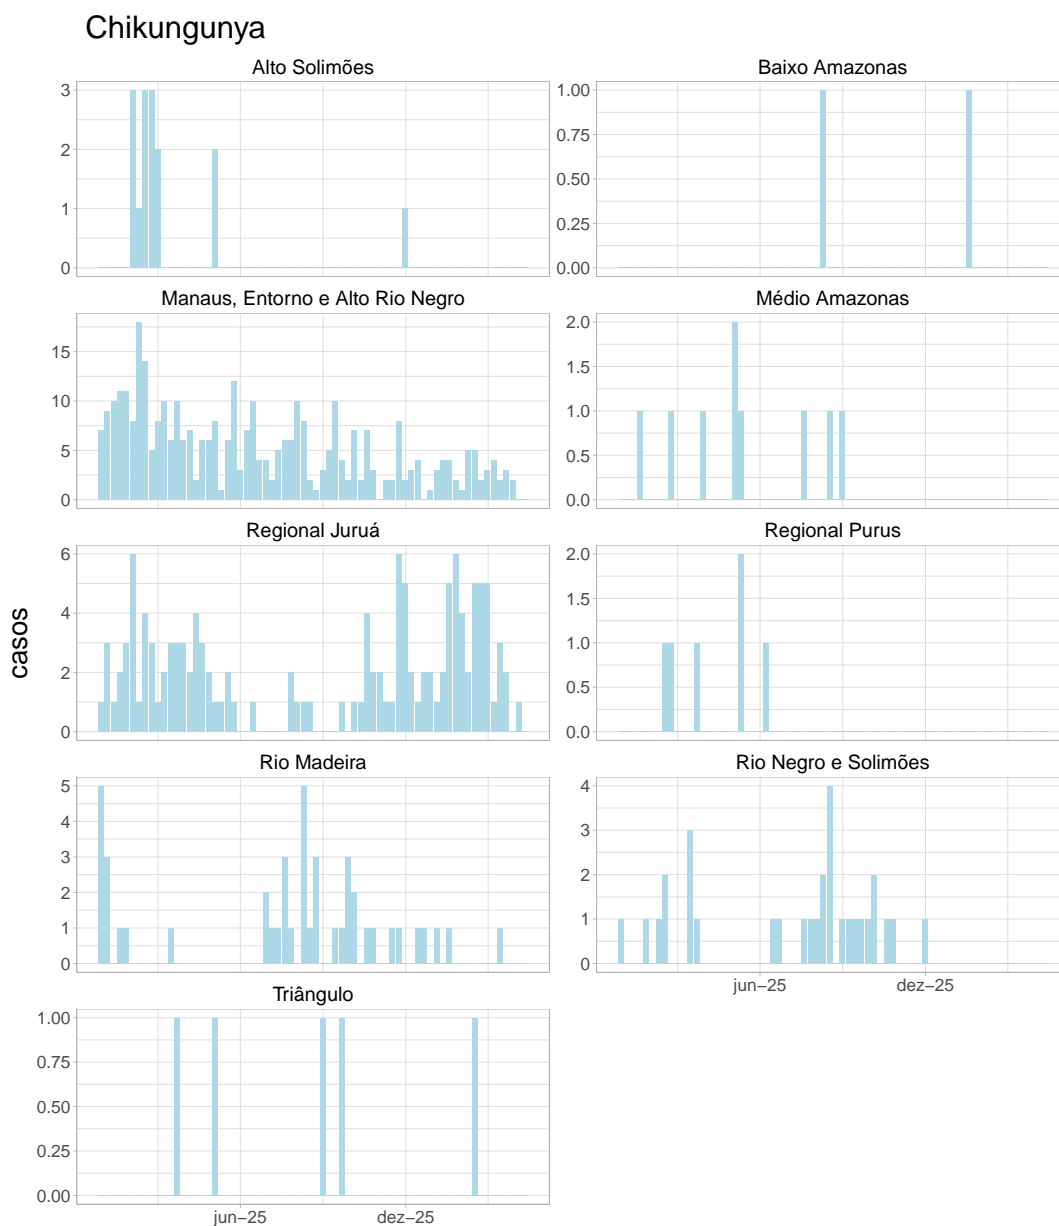 Chikungunya
Alto Solimões
Baixo Amazonas
3
2
1
0
1.00
0.75
0.50
0.25
0.00
Manaus, Entorno e Alto Rio Negro
Médio Amazonas
15
10
5
0
2.0
1.5
1.0
0.5
0.0
Regional Juruá
Regional Purus
6
4
2
0
2.0
1.5
1.0
0.5
0.0
casos
Rio Madeira
Rio Negro e Solimões
5
4
3
2
1
0
4
3
2
1
0
jun−25
dez−25
Triângulo
1.00
0.75
0.50
0.25
0.00
jun−25
dez−25